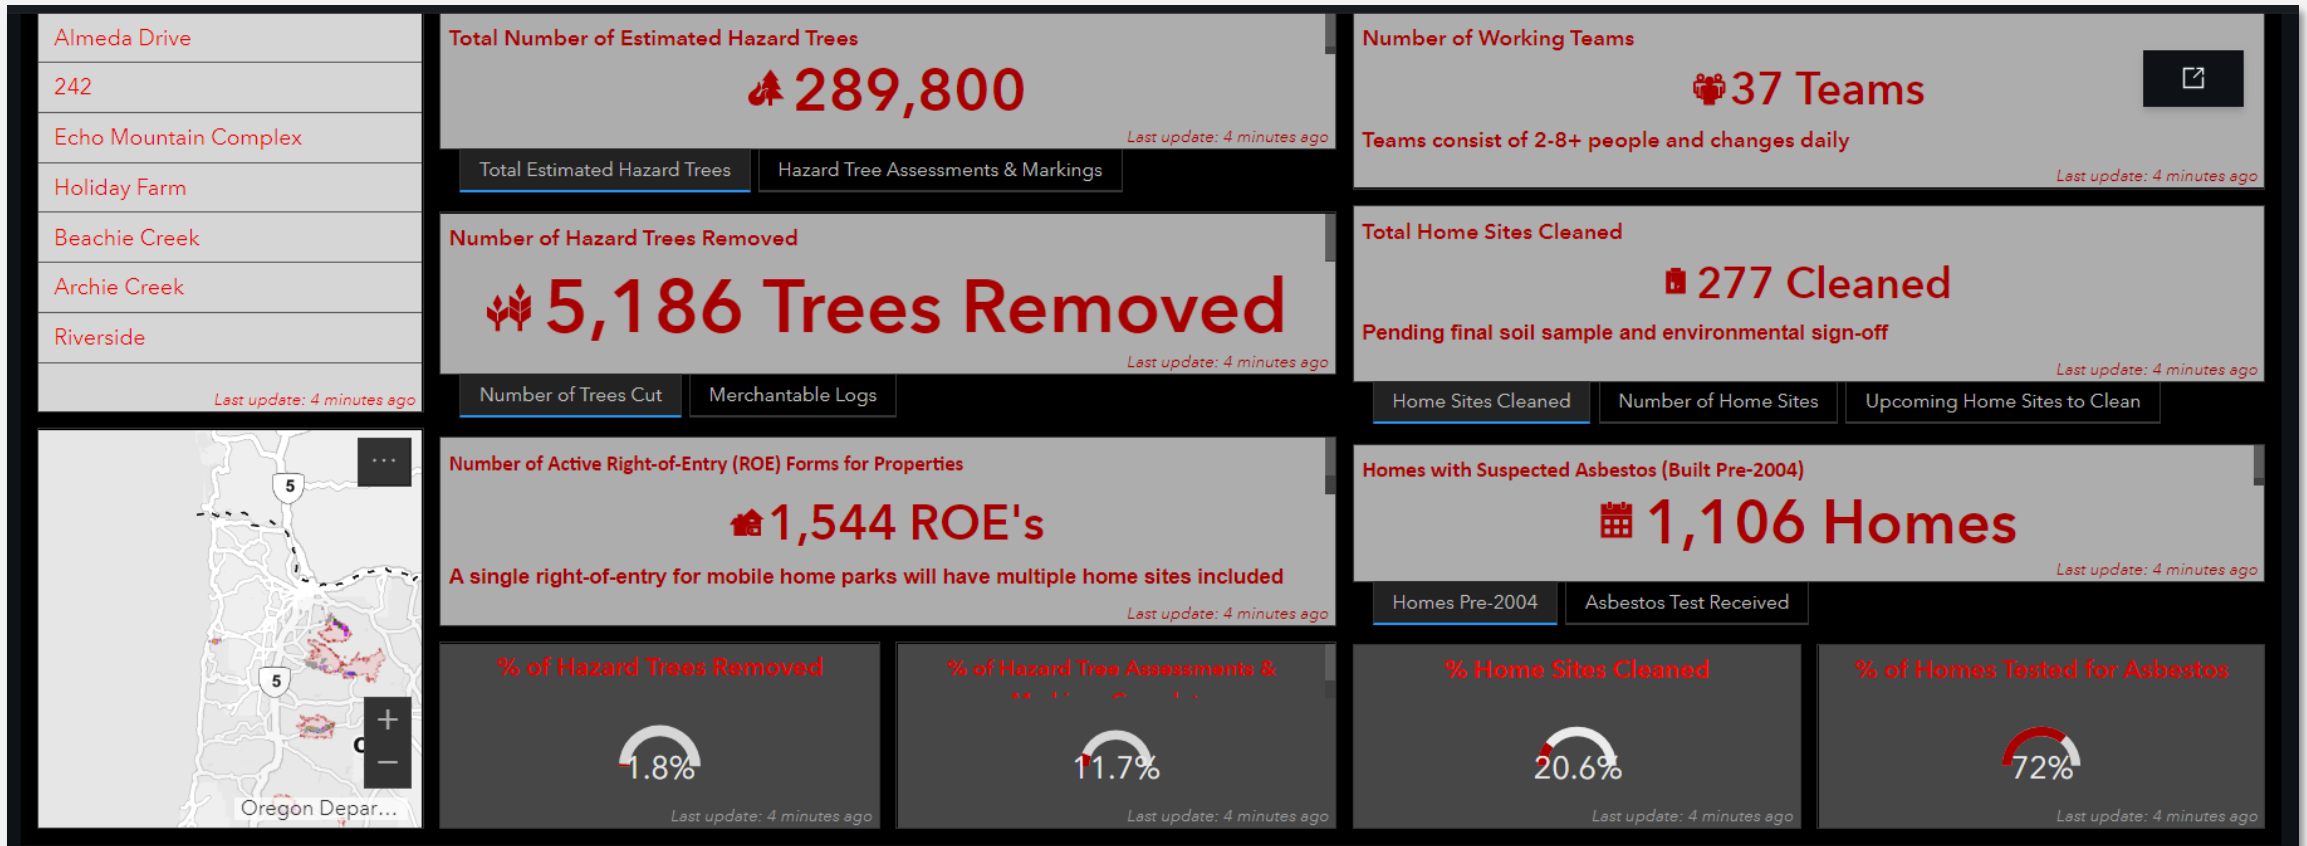 Almeda Drive
242
Echo Mountain Complex
Holiday Farm
Beachie Creek
Archie Creek
Riverside
Last update: 4 minutes ago
5
5
+
−
Oregon Depar...
Total Number of Estimated Hazard Trees
289,800
Last update: 4 minutes ago
Total Estimated Hazard Trees
Hazard Tree Assessments & Markings
Number of Hazard Trees Removed
5,186 Trees Removed
Last update: 4 minutes ago
Number of Trees Cut
Merchantable Logs
Number of Active Right-of-Entry (ROE) Forms for Properties
1,544 ROE's
A single right-of-entry for mobile home parks will have multiple home sites included
Last update: 4 minutes ago
% of Hazard Trees Removed
1.8%
Last update: 4 minutes ago
% of Hazard Tree Assessments &
11.7%
Last update: 4 minutes ago
Number of Working Teams
37 Teams
Teams consist of 2-8+ people and changes daily
Last update: 4 minutes ago
Total Home Sites Cleaned
277 Cleaned
Pending final soil sample and environmental sign-off
Last update: 4 minutes ago
Home Sites Cleaned
Number of Home Sites
Upcoming Home Sites to Clean
Homes with Suspected Asbestos (Built Pre-2004)
1,106 Homes
Last update: 4 minutes ago
Homes Pre-2004
Asbestos Test Received
% Home Sites Cleaned
20.6%
Last update: 4 minutes ago
% of Homes Tested for Asbestos
72%
Last update: 4 minutes ago